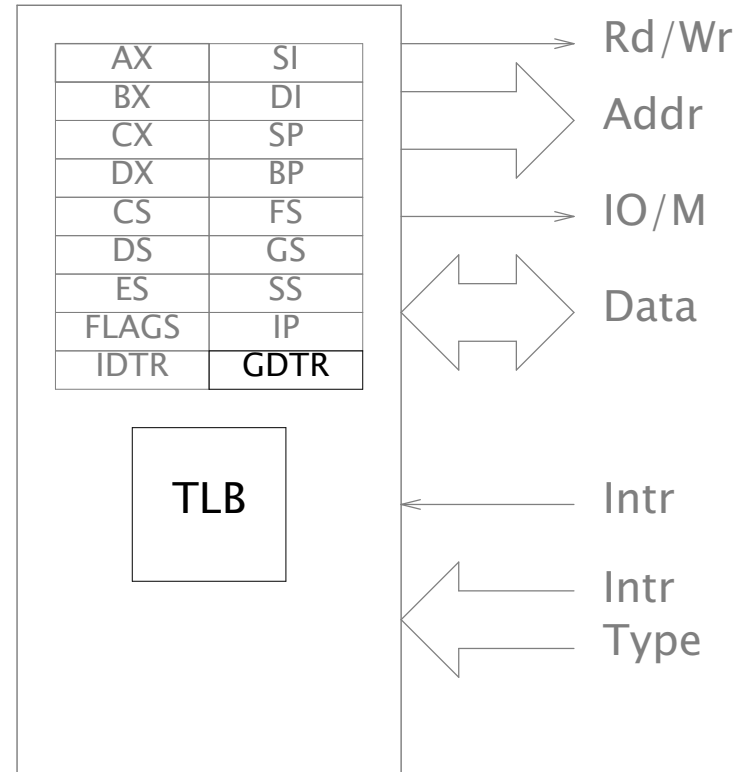 AX SI
BX DI
CX SP
DX BP
CS FS
DS GS
ES SS
FLAGS IP
IDTR GDTR
TLB
Rd/Wr
Addr
IO/M
Data
Intr
Intr
Type